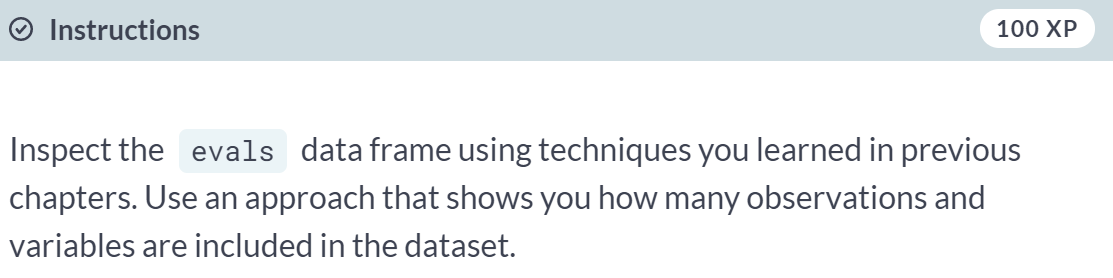 Instructions
100 XP
Inspect the evals data frame using techniques you learned in previous
chapters. Use an approach that shows you how many observations and
variables are included in the dataset.